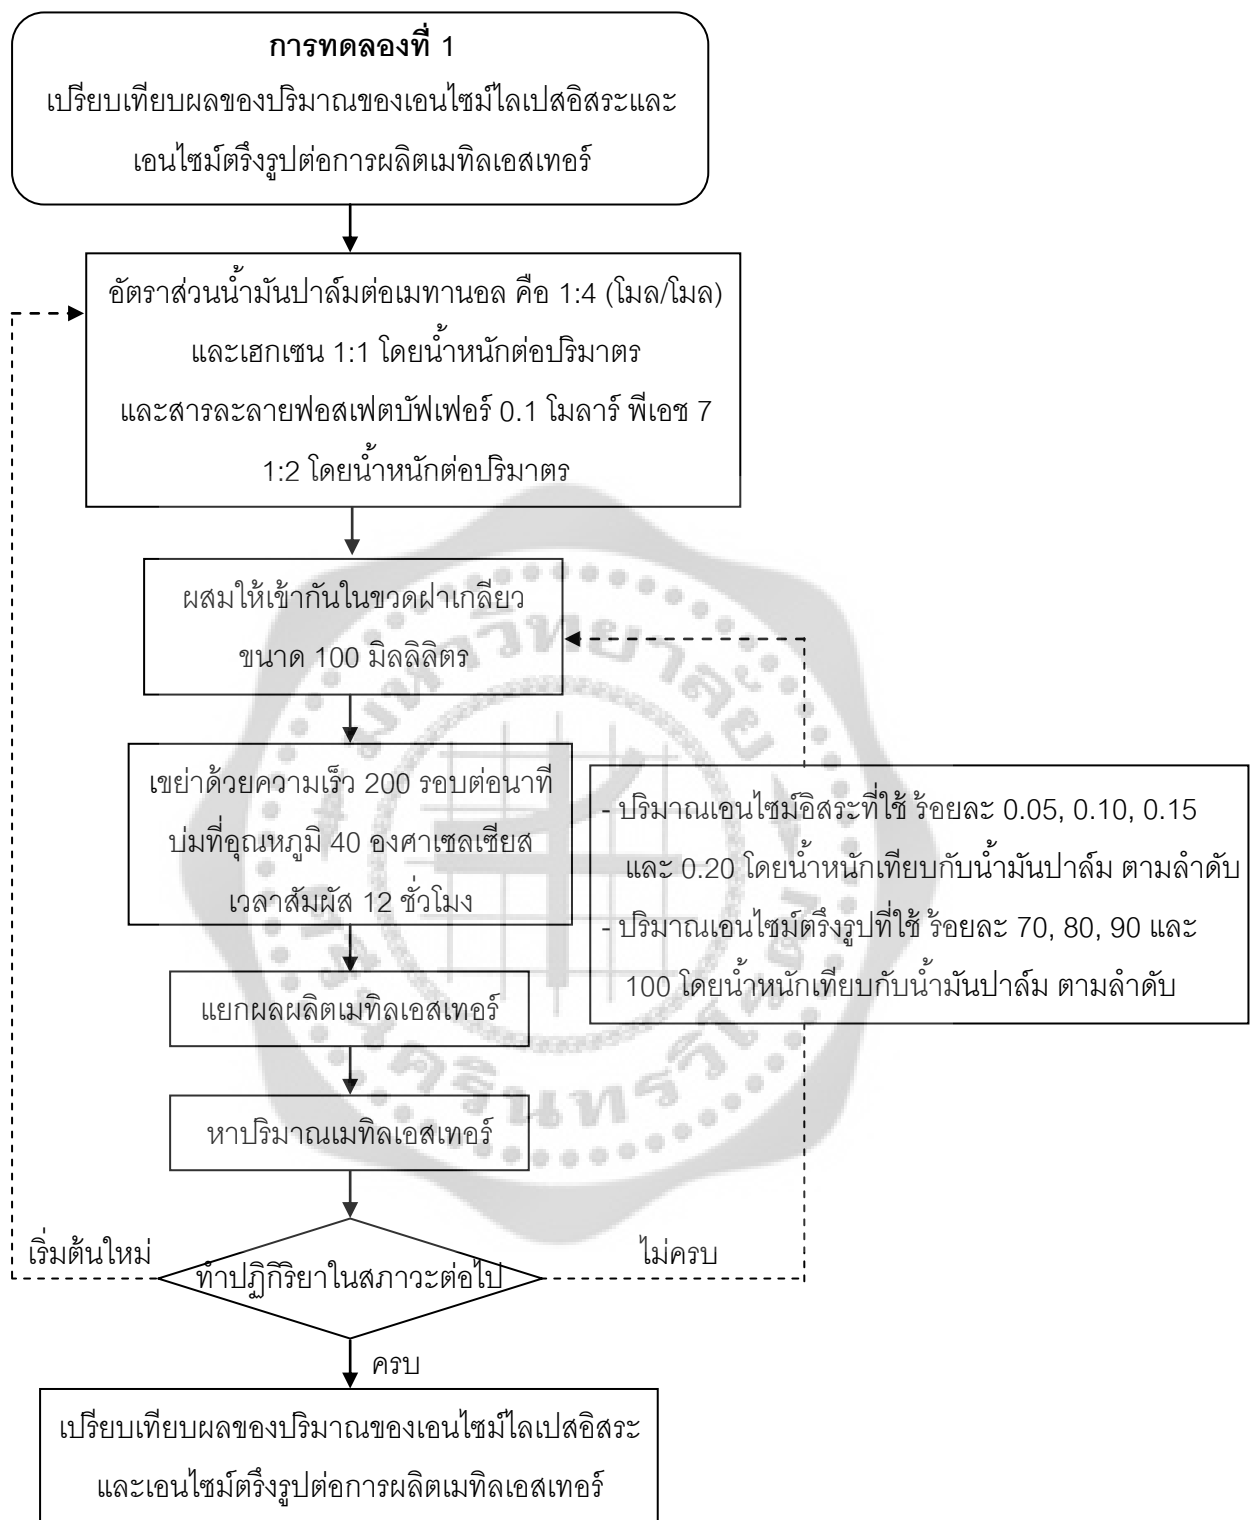 การทดลองที่ 1
เปรียบเทียบผลของปริมาณของเอนไซม์ไลเปสอิสระและ
เอนไซม์ตรึงรูปต่อการผลิตเมทิลเอสเทอร์
อัตราส่วนน้ำมันปาล์มต่อเมทานอล คือ 1:4 (โมล/โมล)
และเฮกเซน 1:1 โดยน้ำหนักต่อปริมาตร
และสารละลายฟอสเฟตบัฟเฟอร์ 0.1 โมลาร์ พีเอช 7
1:2 โดยน้ำหนักต่อปริมาตร
ผสมให้เข้ากันในขวดฝาเกลียว
ขนาด 100 มิลลิลิตร
เขย่าด้วยความเร็ว 200 รอบต่อนาที
บ่มที่อุณหภูมิ 40 องศาเซลเซียส
เวลาสัมผัส 12 ชั่วโมง
- ปริมาณเอนไซม์อิสระที่ใช้ ร้อยละ 0.05, 0.10, 0.15
และ 0.20 โดยน้ำหนักเทียบกับน้ำมันปาล์ม ตามลำดับ
- ปริมาณเอนไซม์ตรึงรูปที่ใช้ ร้อยละ 70, 80, 90 และ
100 โดยน้ำหนักเทียบกับน้ำมันปาล์ม ตามลำดับ
แยกผลผลิตเมทิลเอสเทอร์
หาปริมาณเมทิลเอสเทอร์
เริ่มต้นใหม่
ทำปฏิกิริยาในสภาวะต่อไป
ไม่ครบ
ครบ
เปรียบเทียบผลของปริมาณของเอนไซม์ไลเปสอิสระ
และเอนไซม์ตรึงรูปต่อการผลิตเมทิลเอสเทอร์
มหาวิทยาลัย
ศรีนครินทรวิโรฒ